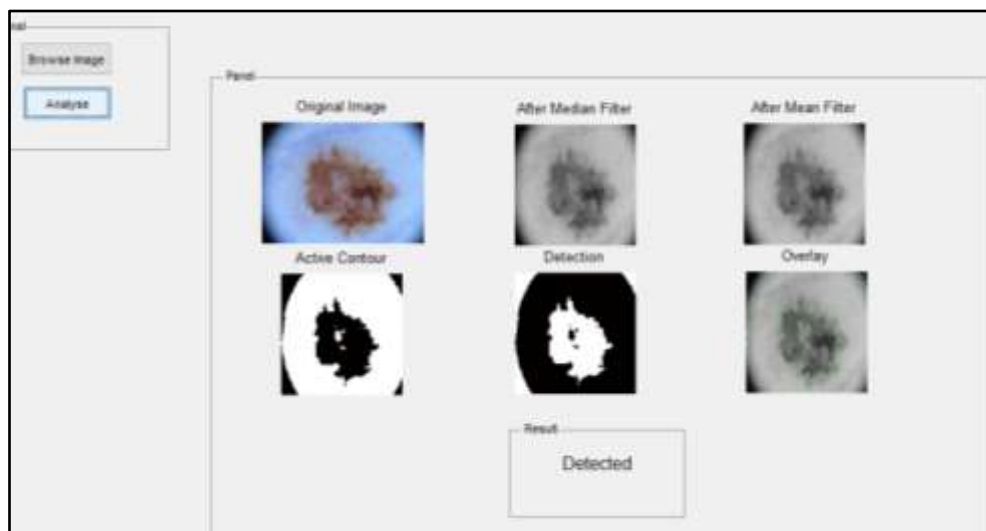 Browse Image
Analyse
Panel
Original Image
After Median Filter
After Mean Filter
Active Contour
Detection
Overlay
Result
Detected